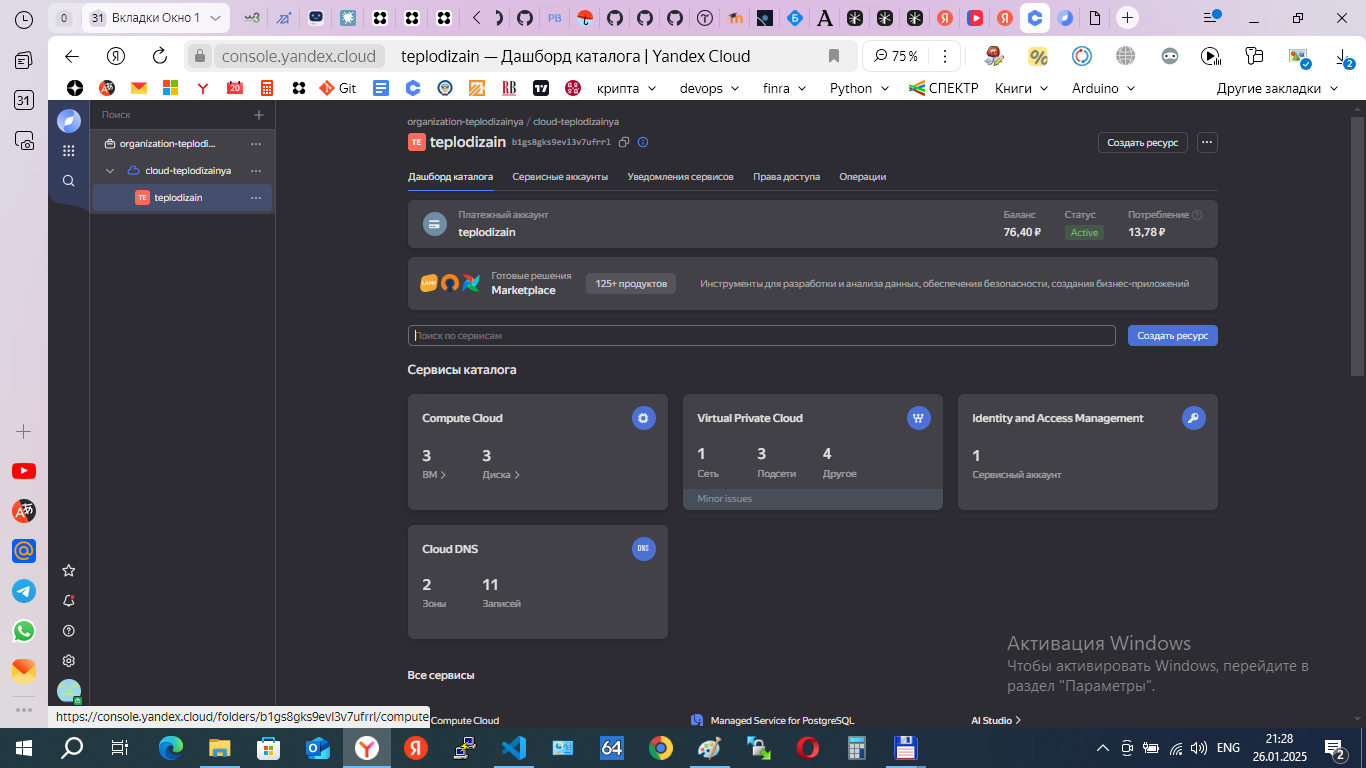 0
31 Вкладки Окно 1
console.yandex.cloud
teplodizain — Дашборд каталога | Yandex Cloud
75%
Git
крипта
devops
finra
Python
СПЕКТР
Книги
Arduino
Другие закладки
31
Поиск
organization-teplodi...
cloud-teplodizainya
TE teplodizain
organization-teplodizainya / cloud-teplodizainya
TE teplodizain b1gs8gks9evl3v7ufrrl
Создать ресурс
Дашборд каталога
Сервисные аккаунты
Уведомления сервисов
Права доступа
Операции
Платежный аккаунт
teplodizain
Баланс
76,40 ₽
Статус
Active
Потребление
13,78 ₽
Готовые решения
Marketplace
125+ продуктов
Инструменты для разработки и анализа данных, обеспечения безопасности, создания бизнес-приложений
Поиск по сервисам
Создать ресурс
Сервисы каталога
Compute Cloud
3
ВМ
3
Диска
Virtual Private Cloud
1
Сеть
3
Подсети
4
Другое
Minor issues
Identity and Access Management
1
Сервисный аккаунт
Cloud DNS
DNS
2
Зоны
11
Записей
Все сервисы
Compute Cloud
Managed Service for PostgreSQL
AI Studio
Активация Windows
Чтобы активировать Windows, перейдите в
раздел "Параметры".
https://console.yandex.cloud/folders/b1gs8gks9evl3v7ufrrl/compute
64
ENG
21:28
26.01.2025
2